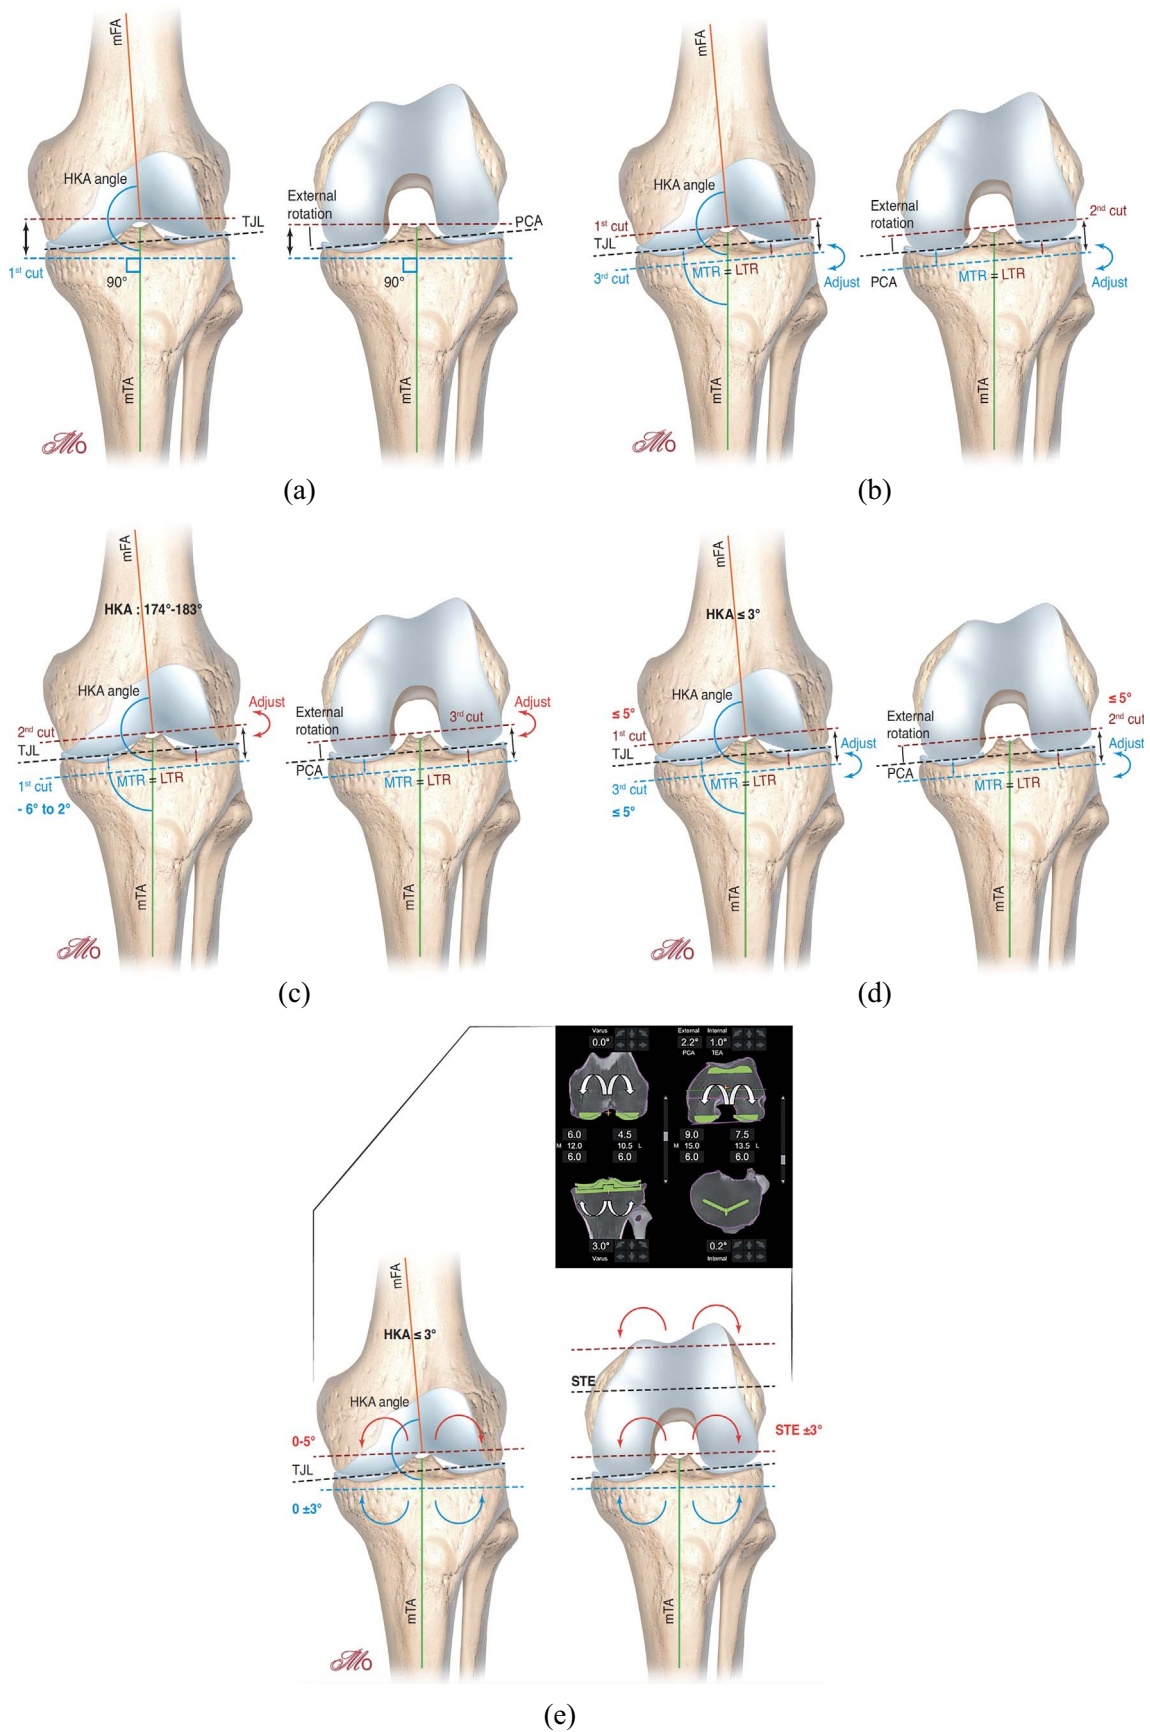 mFA
HKA angle
TJL
1st cut
90°
mTA
External
rotation
PCA
90°
mTA
Mo
(a)
mFA
HKA angle
1st cut
TJL
3rd cut
MTR = LTR
Adjust
mTA
External
rotation
2nd cut
PCA
MTR = LTR
Adjust
mTA
Mo
(b)
mFA
HKA : 174°-183°
HKA angle
Adjust
2nd cut
TJL
1st cut
MTR = LTR
- 6° to 2°
mTA
External
rotation
3rd cut
Adjust
PCA
MTR = LTR
mTA
Mo
(c)
mFA
HKA ≤ 3°
HKA angle
≤ 5°
1st cut
TJL
Adjust
3rd cut
MTR = LTR
≤ 5°
mTA
≤ 5°
External
rotation
2nd cut
Adjust
PCA
MTR = LTR
mTA
Mo
(d)
Varus
0.0°
External Internal
2.2° 1.0°
PCA TEA
6.0 4.5
M 12.0 10.5 L
6.0 6.0
9.0 7.5
M 15.0 13.5 L
6.0 6.0
3.0°
Varus
0.2°
Internal
mFA
HKA ≤ 3°
HKA angle
0-5°
TJL
0 ±3°
mTA
STE
STE ±3°
mTA
Mo
(e)